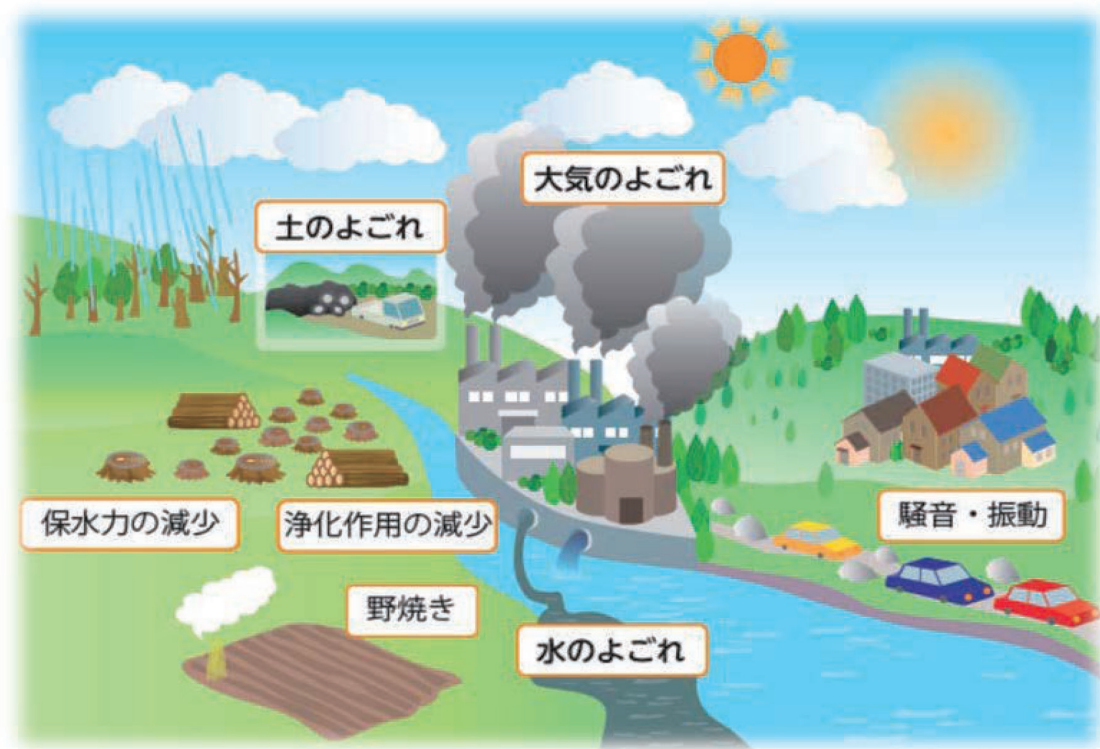 大気のよごれ
土のよごれ
保水力の減少
浄化作用の減少
騒音・振動
野焼き
水のよごれ